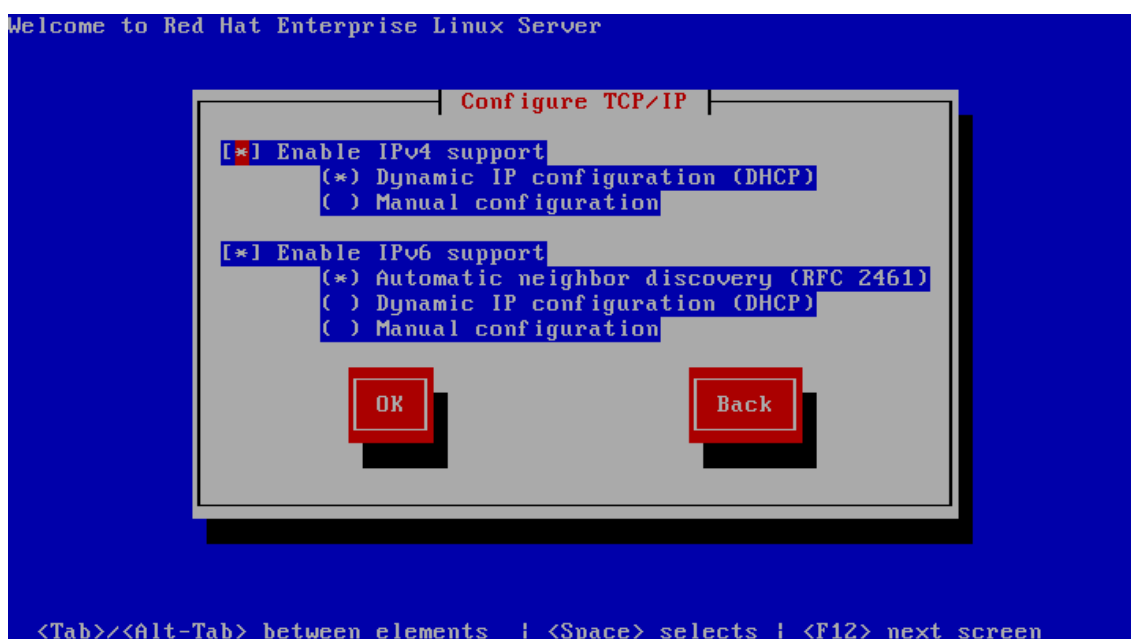 Welcome to Red Hat Enterprise Linux Server
Configure TCP/IP
[*] Enable IPv4 support
(*) Dynamic IP configuration (DHCP)
( ) Manual configuration
[*] Enable IPv6 support
(*) Automatic neighbor discovery (RFC 2461)
( ) Dynamic IP configuration (DHCP)
( ) Manual configuration
OK Back
<Tab>/<Alt-Tab> between elements | <Space> selects | <F12> next screen